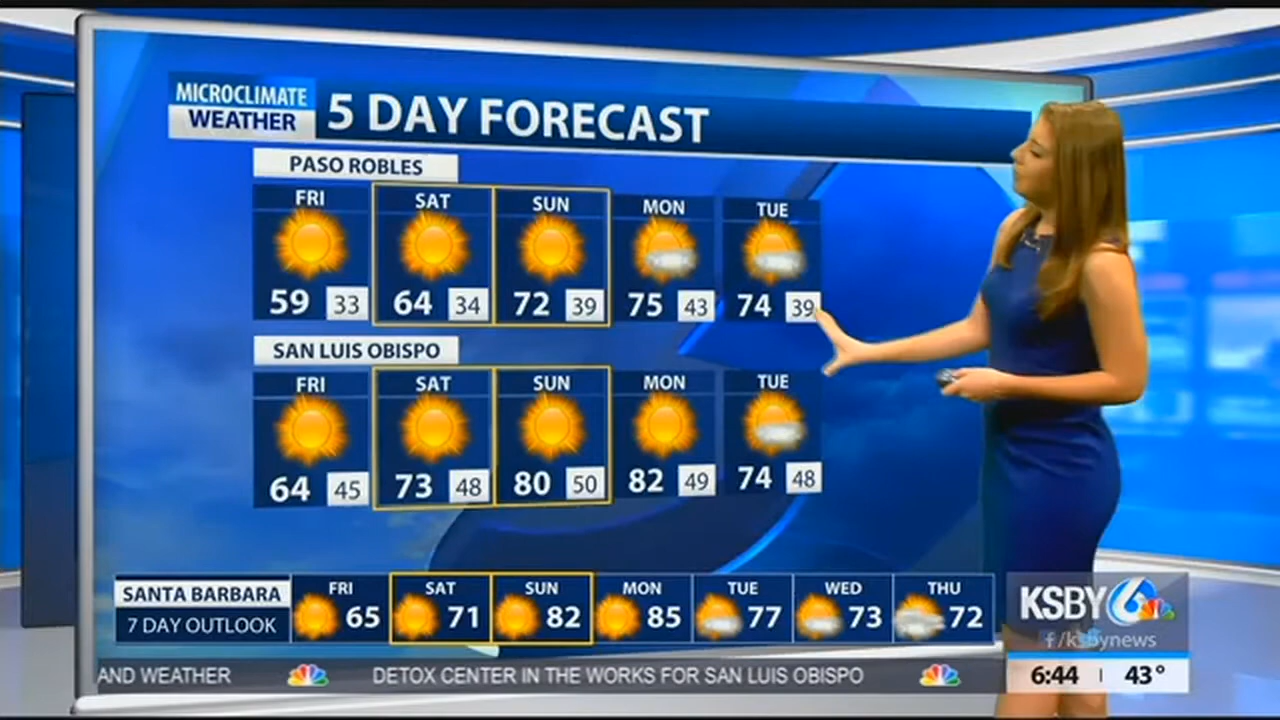 MICROCLIMATE
WEATHER
5 DAY FORECAST
PASO ROBLES
FRI SAT SUN MON TUE
59 33 64 34 72 39 75 43 74 39
SAN LUIS OBISPO
FRI SAT SUN MON TUE
64 45 73 48 80 50 82 49 74 48
SANTA BARBARA
7 DAY OUTLOOK
FRI SAT SUN MON TUE WED THU
65 71 82 85 77 73 72
KSBY 6
f/ksbynews
AND WEATHER DETOX CENTER IN THE WORKS FOR SAN LUIS OBISPO
6:44 43°